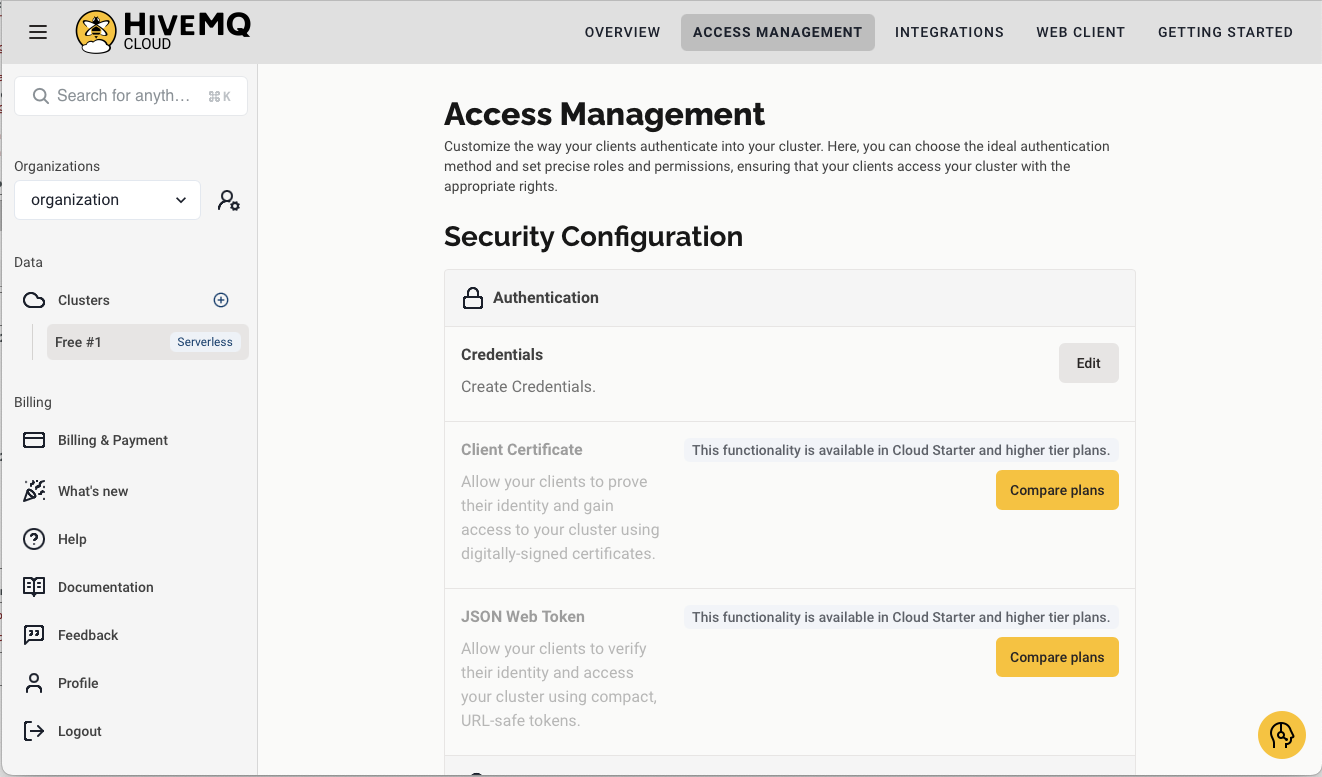 HIVEMQ
CLOUD
OVERVIEW
ACCESS MANAGEMENT
INTEGRATIONS
WEB CLIENT
GETTING STARTED
Search for anyth... ⌘ K
Organizations
organization
Data
Clusters
Free #1 Serverless
Billing
Billing & Payment
What's new
Help
Documentation
Feedback
Profile
Logout
Access Management
Customize the way your clients authenticate into your cluster. Here, you can choose the ideal authentication
method and set precise roles and permissions, ensuring that your clients access your cluster with the
appropriate rights.
Security Configuration
Authentication
Credentials
Create Credentials.
Edit
Client Certificate
Allow your clients to prove
their identity and gain
access to your cluster using
digitally-signed certificates.
This functionality is available in Cloud Starter and higher tier plans.
Compare plans
JSON Web Token
Allow your clients to verify
their identity and access
your cluster using compact,
URL-safe tokens.
This functionality is available in Cloud Starter and higher tier plans.
Compare plans